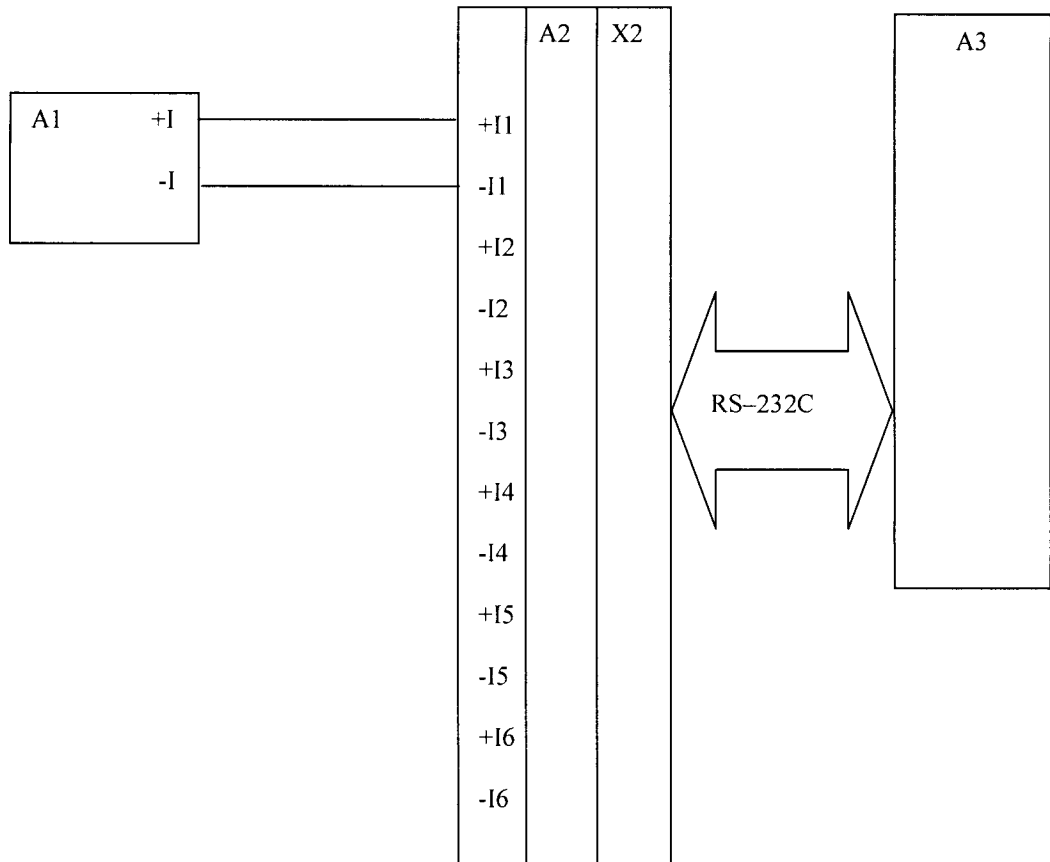 A1
+I
-I
+I1
-I1
+I2
-I2
+I3
-I3
+I4
-I4
+I5
-I5
+I6
-I6
A2
X2
RS–232C
A3